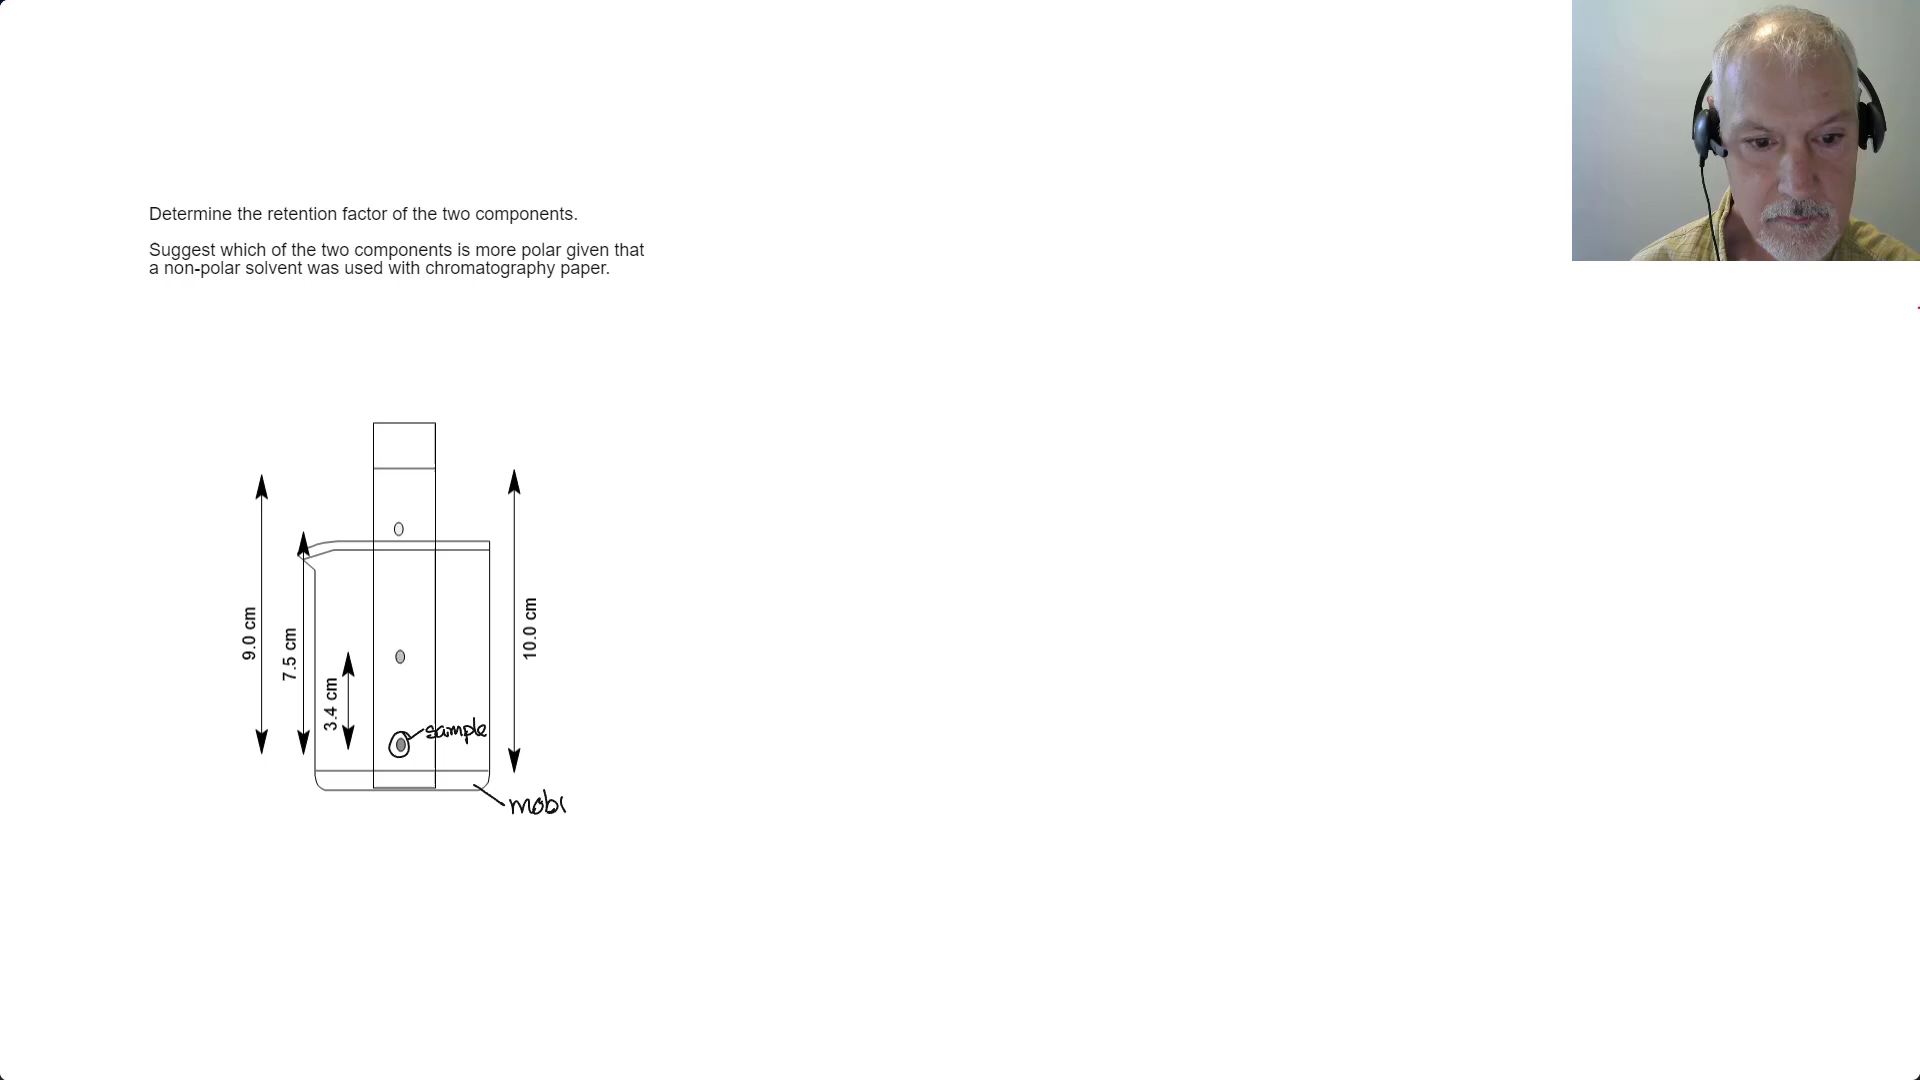 Determine the retention factor of the two components.
Suggest which of the two components is more polar given that
a non-polar solvent was used with chromatography paper.
9.0 cm
7.5 cm
3.4 cm
10.0 cm
sample
mobi